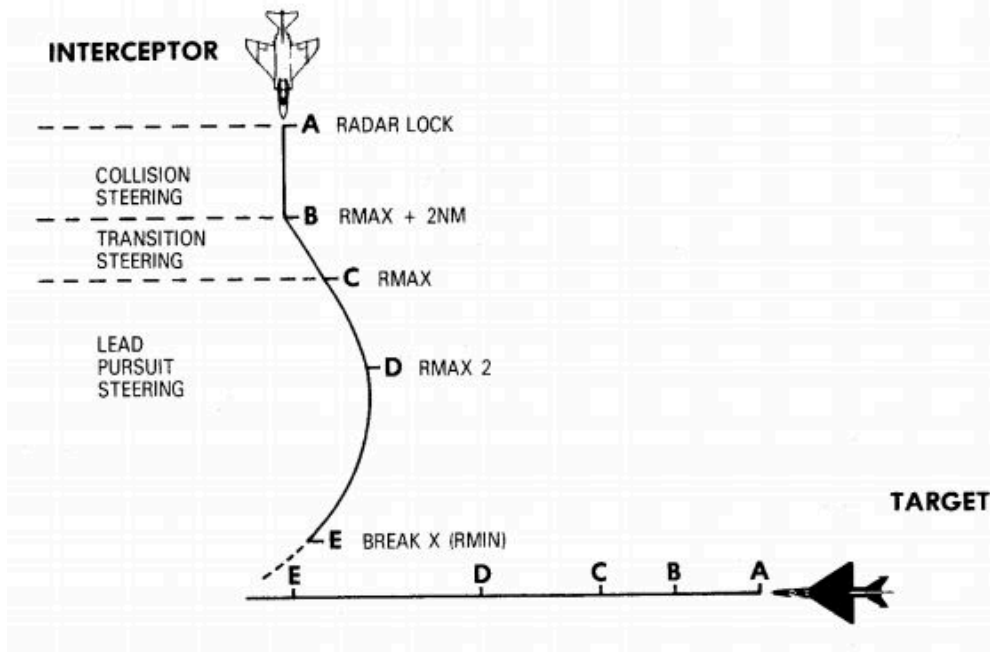 INTERCEPTOR
A RADAR LOCK
COLLISION
STEERING
B RMAX + 2NM
TRANSITION
STEERING
C RMAX
LEAD
PURSUIT
STEERING
D RMAX 2
TARGET
E BREAK X (RMIN)
E D C B A